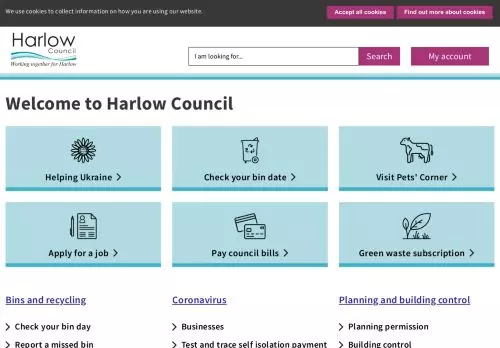 We use cookies to collect information on how you are using our website.
Accept all cookies
Find out more about cookies
Harlow
Council
Working together for Harlow
I am looking for...
Search
My account
Welcome to Harlow Council
Helping Ukraine
Check your bin date
Visit Pets' Corner
Apply for a job
Pay council bills
Green waste subscription
Bins and recycling
Coronavirus
Planning and building control
Check your bin day
Businesses
Planning permission
Report a missed bin
Test and trace self isolation payment
Building control